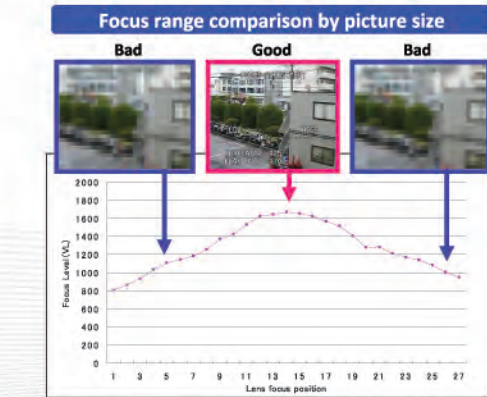 Focus range comparison by picture size
Bad Good Bad
2000
1800
1600
1400
1200
1000
800
600
400
200
0
Focus Level(VL)
1 3 5 7 9 11 13 15 17 19 21 23 25 27
Lens focus position